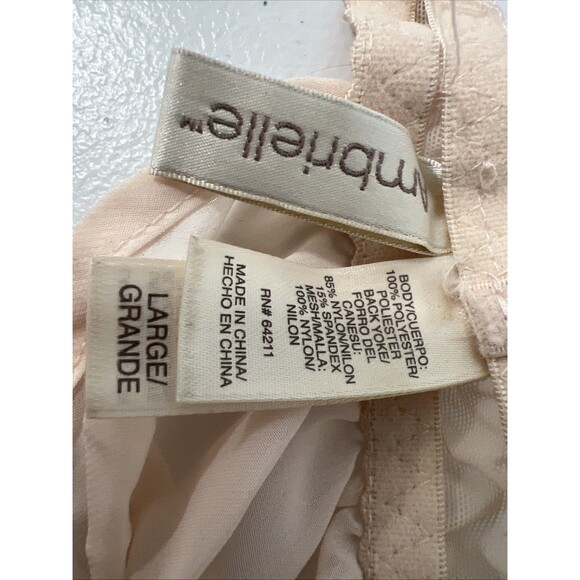 Ambrielle™
BODY/CUERPO:
100% POLYESTER/
POLIESTER
BACK YOKE/
FORRO DEL
CANESU:
85% NYLON/NILON
15% SPANDEX
MESH/MALLA:
100% NYLON/
NILON
RN# 64211
MADE IN CHINA/
HECHO EN CHINA
LARGE/
GRANDE